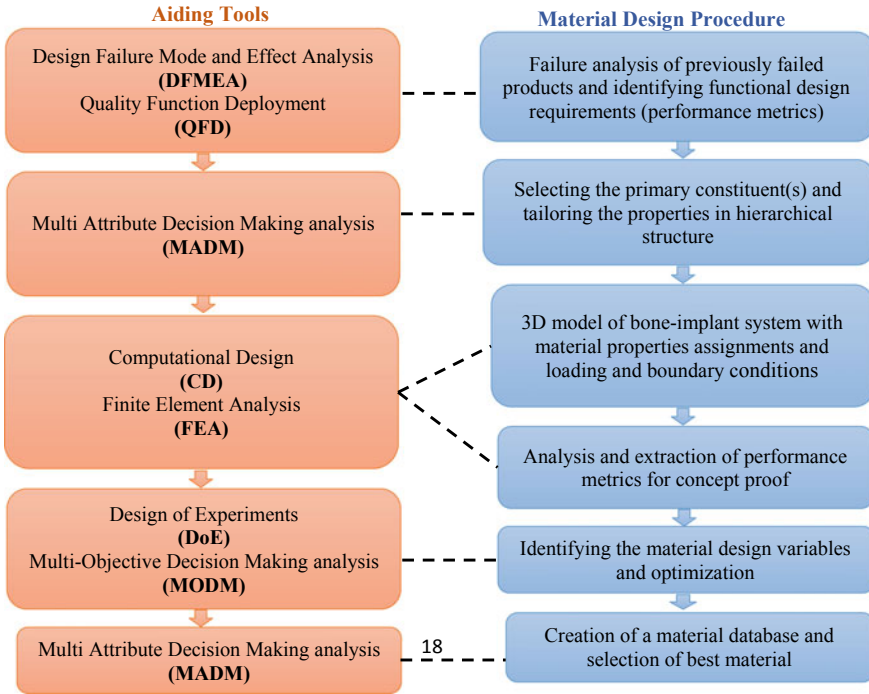 Aiding Tools
Design Failure Mode and Effect Analysis
(DFMEA)
Quality Function Deployment
(QFD)
Multi Attribute Decision Making analysis
(MADM)
Computational Design
(CD)
Finite Element Analysis
(FEA)
Design of Experiments
(DoE)
Multi-Objective Decision Making analysis
(MODM)
Multi Attribute Decision Making analysis
(MADM)
18
Material Design Procedure
Failure analysis of previously failed
products and identifying functional design
requirements (performance metrics)
Selecting the primary constituent(s) and
tailoring the properties in hierarchical
structure
3D model of bone-implant system with
material properties assignments and
loading and boundary conditions
Analysis and extraction of performance
metrics for concept proof
Identifying the material design variables
and optimization
Creation of a material database and
selection of best material